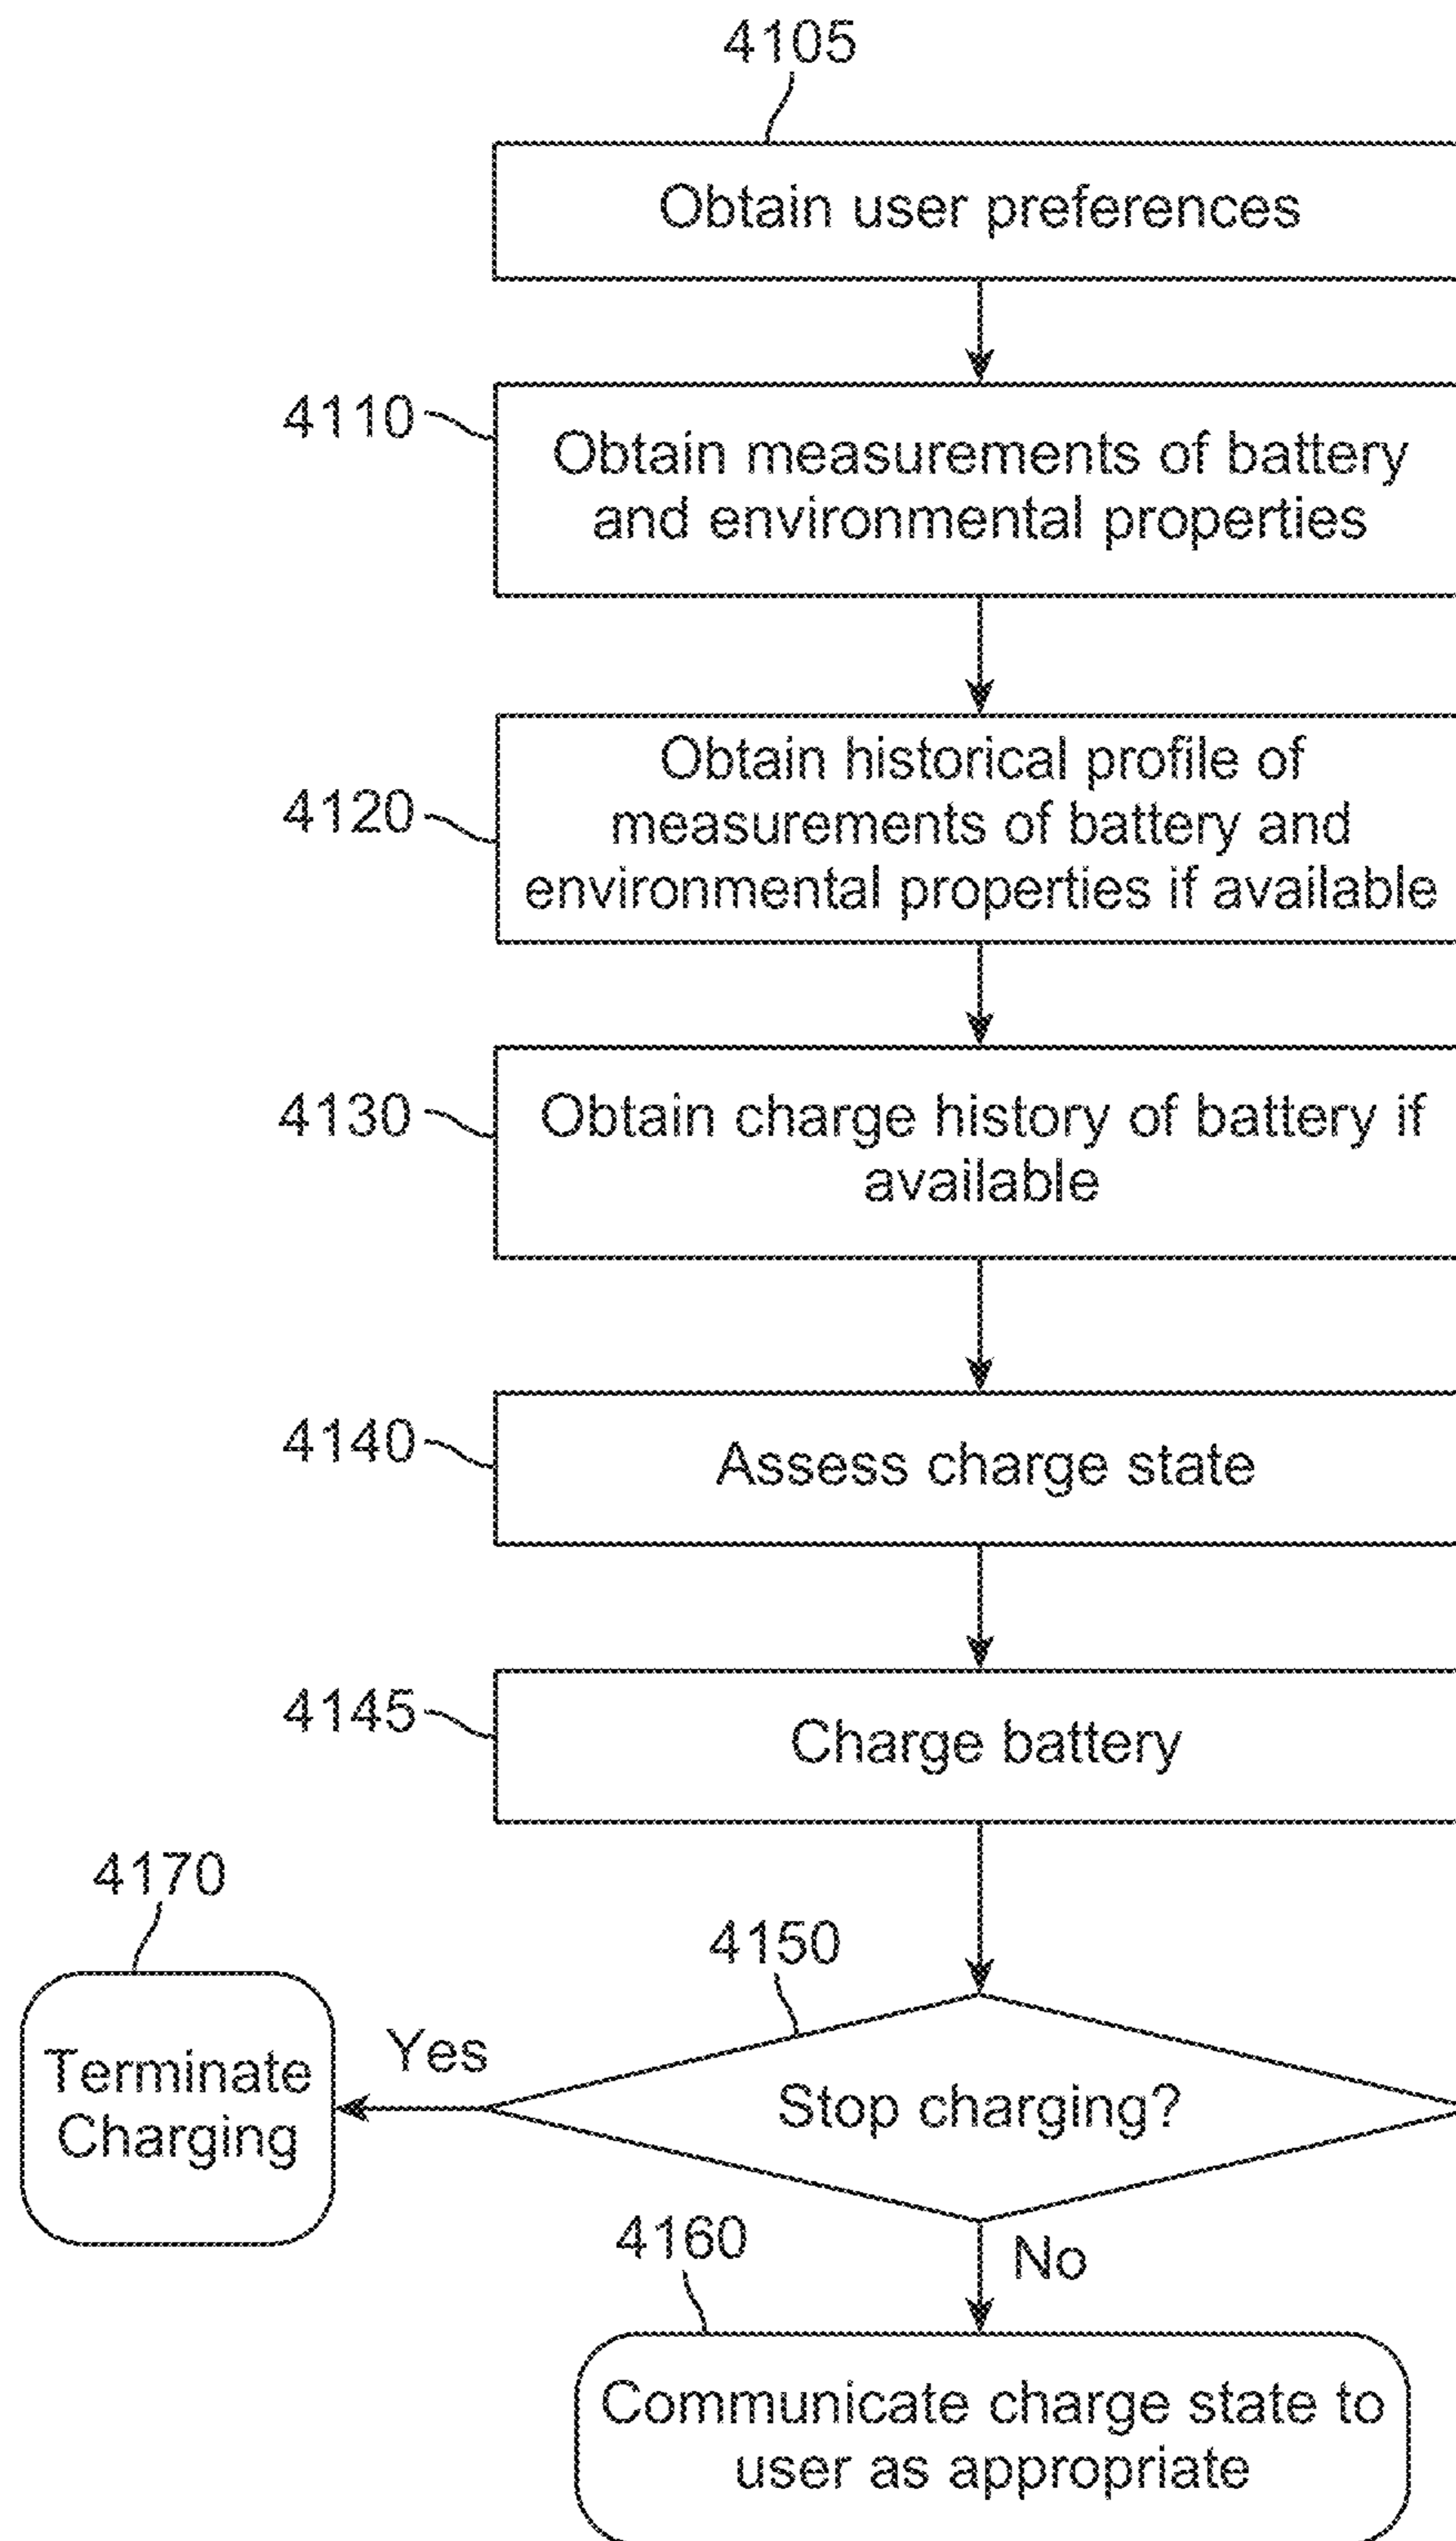 4105
Obtain user preferences
4110
Obtain measurements of battery
and environmental properties
4120
Obtain historical profile of
measurements of battery and
environmental properties if available
4130
Obtain charge history of battery if
available
4140
Assess charge state
4145
Charge battery
4170
4150
Terminate
Charging
Yes
Stop charging?
4160
No
Communicate charge state to
user as appropriate